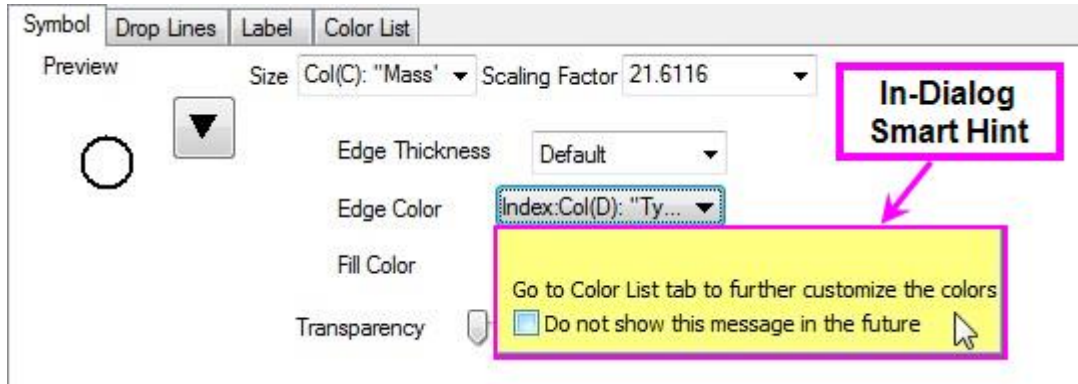 Symbol Drop Lines Label Color List
Preview Size Col(C): "Mass' Scaling Factor 21.6116
In-Dialog
Smart Hint
Edge Thickness Default
Edge Color Index:Col(D): "Ty...
Fill Color
Go to Color List tab to further customize the colors
Transparency Do not show this message in the future